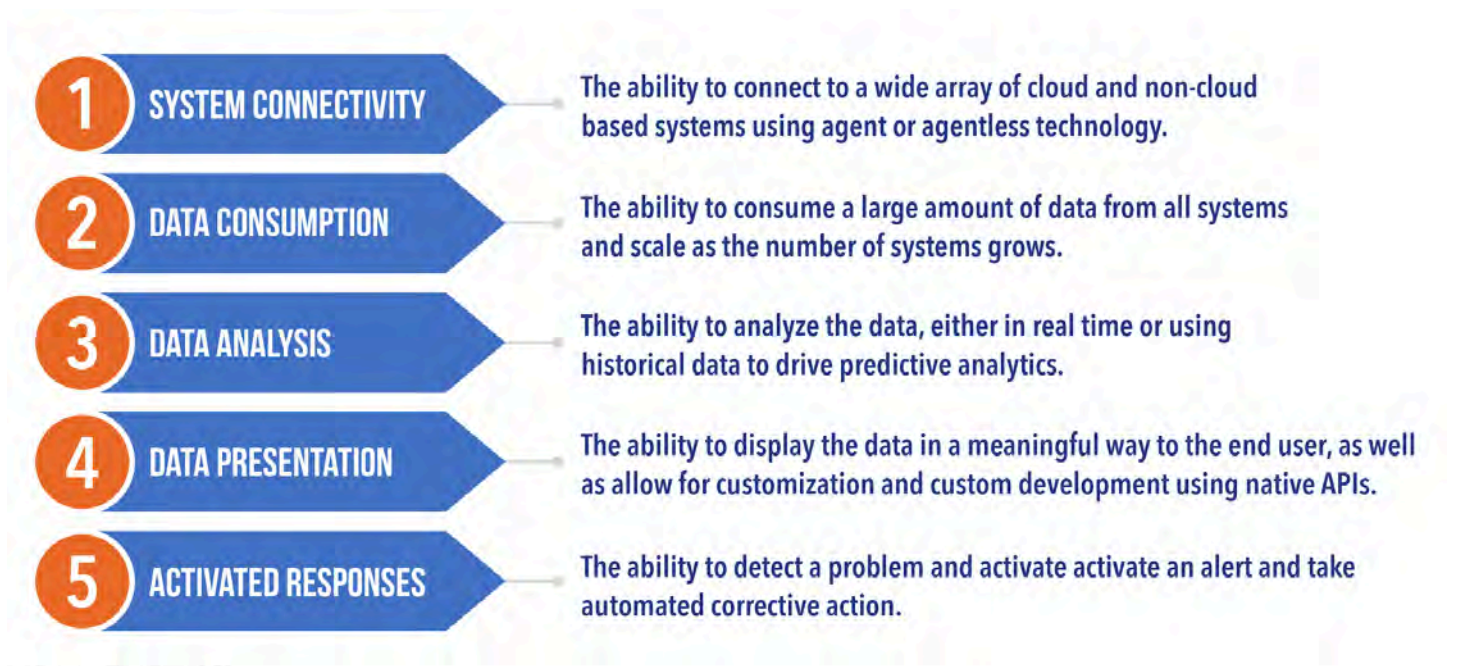 1 SYSTEM CONNECTIVITY
The ability to connect to a wide array of cloud and non-cloud
based systems using agent or agentless technology.
2 DATA CONSUMPTION
The ability to consume a large amount of data from all systems
and scale as the number of systems grows.
3 DATA ANALYSIS
The ability to analyze the data, either in real time or using
historical data to drive predictive analytics.
4 DATA PRESENTATION
The ability to display the data in a meaningful way to the end user, as well
as allow for customization and custom development using native APIs.
5 ACTIVATED RESPONSES
The ability to detect a problem and activate activate an alert and take
automated corrective action.